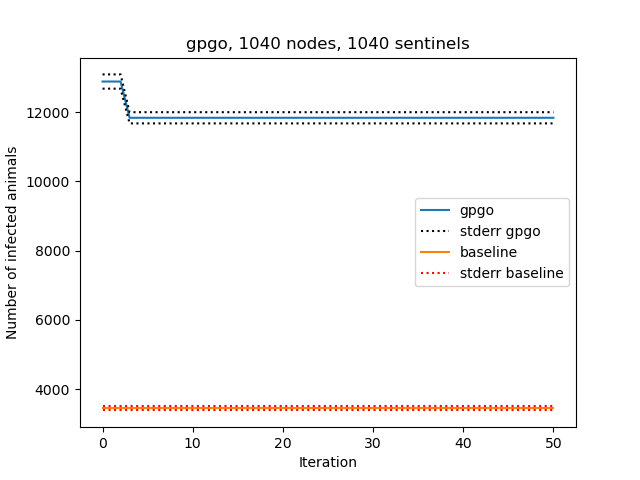 gpgo, 1040 nodes, 1040 sentinels
Number of infected animals
12000
10000
8000
6000
4000
gpgo
stderr gpgo
baseline
stderr baseline
0 10 20 30 40 50
Iteration